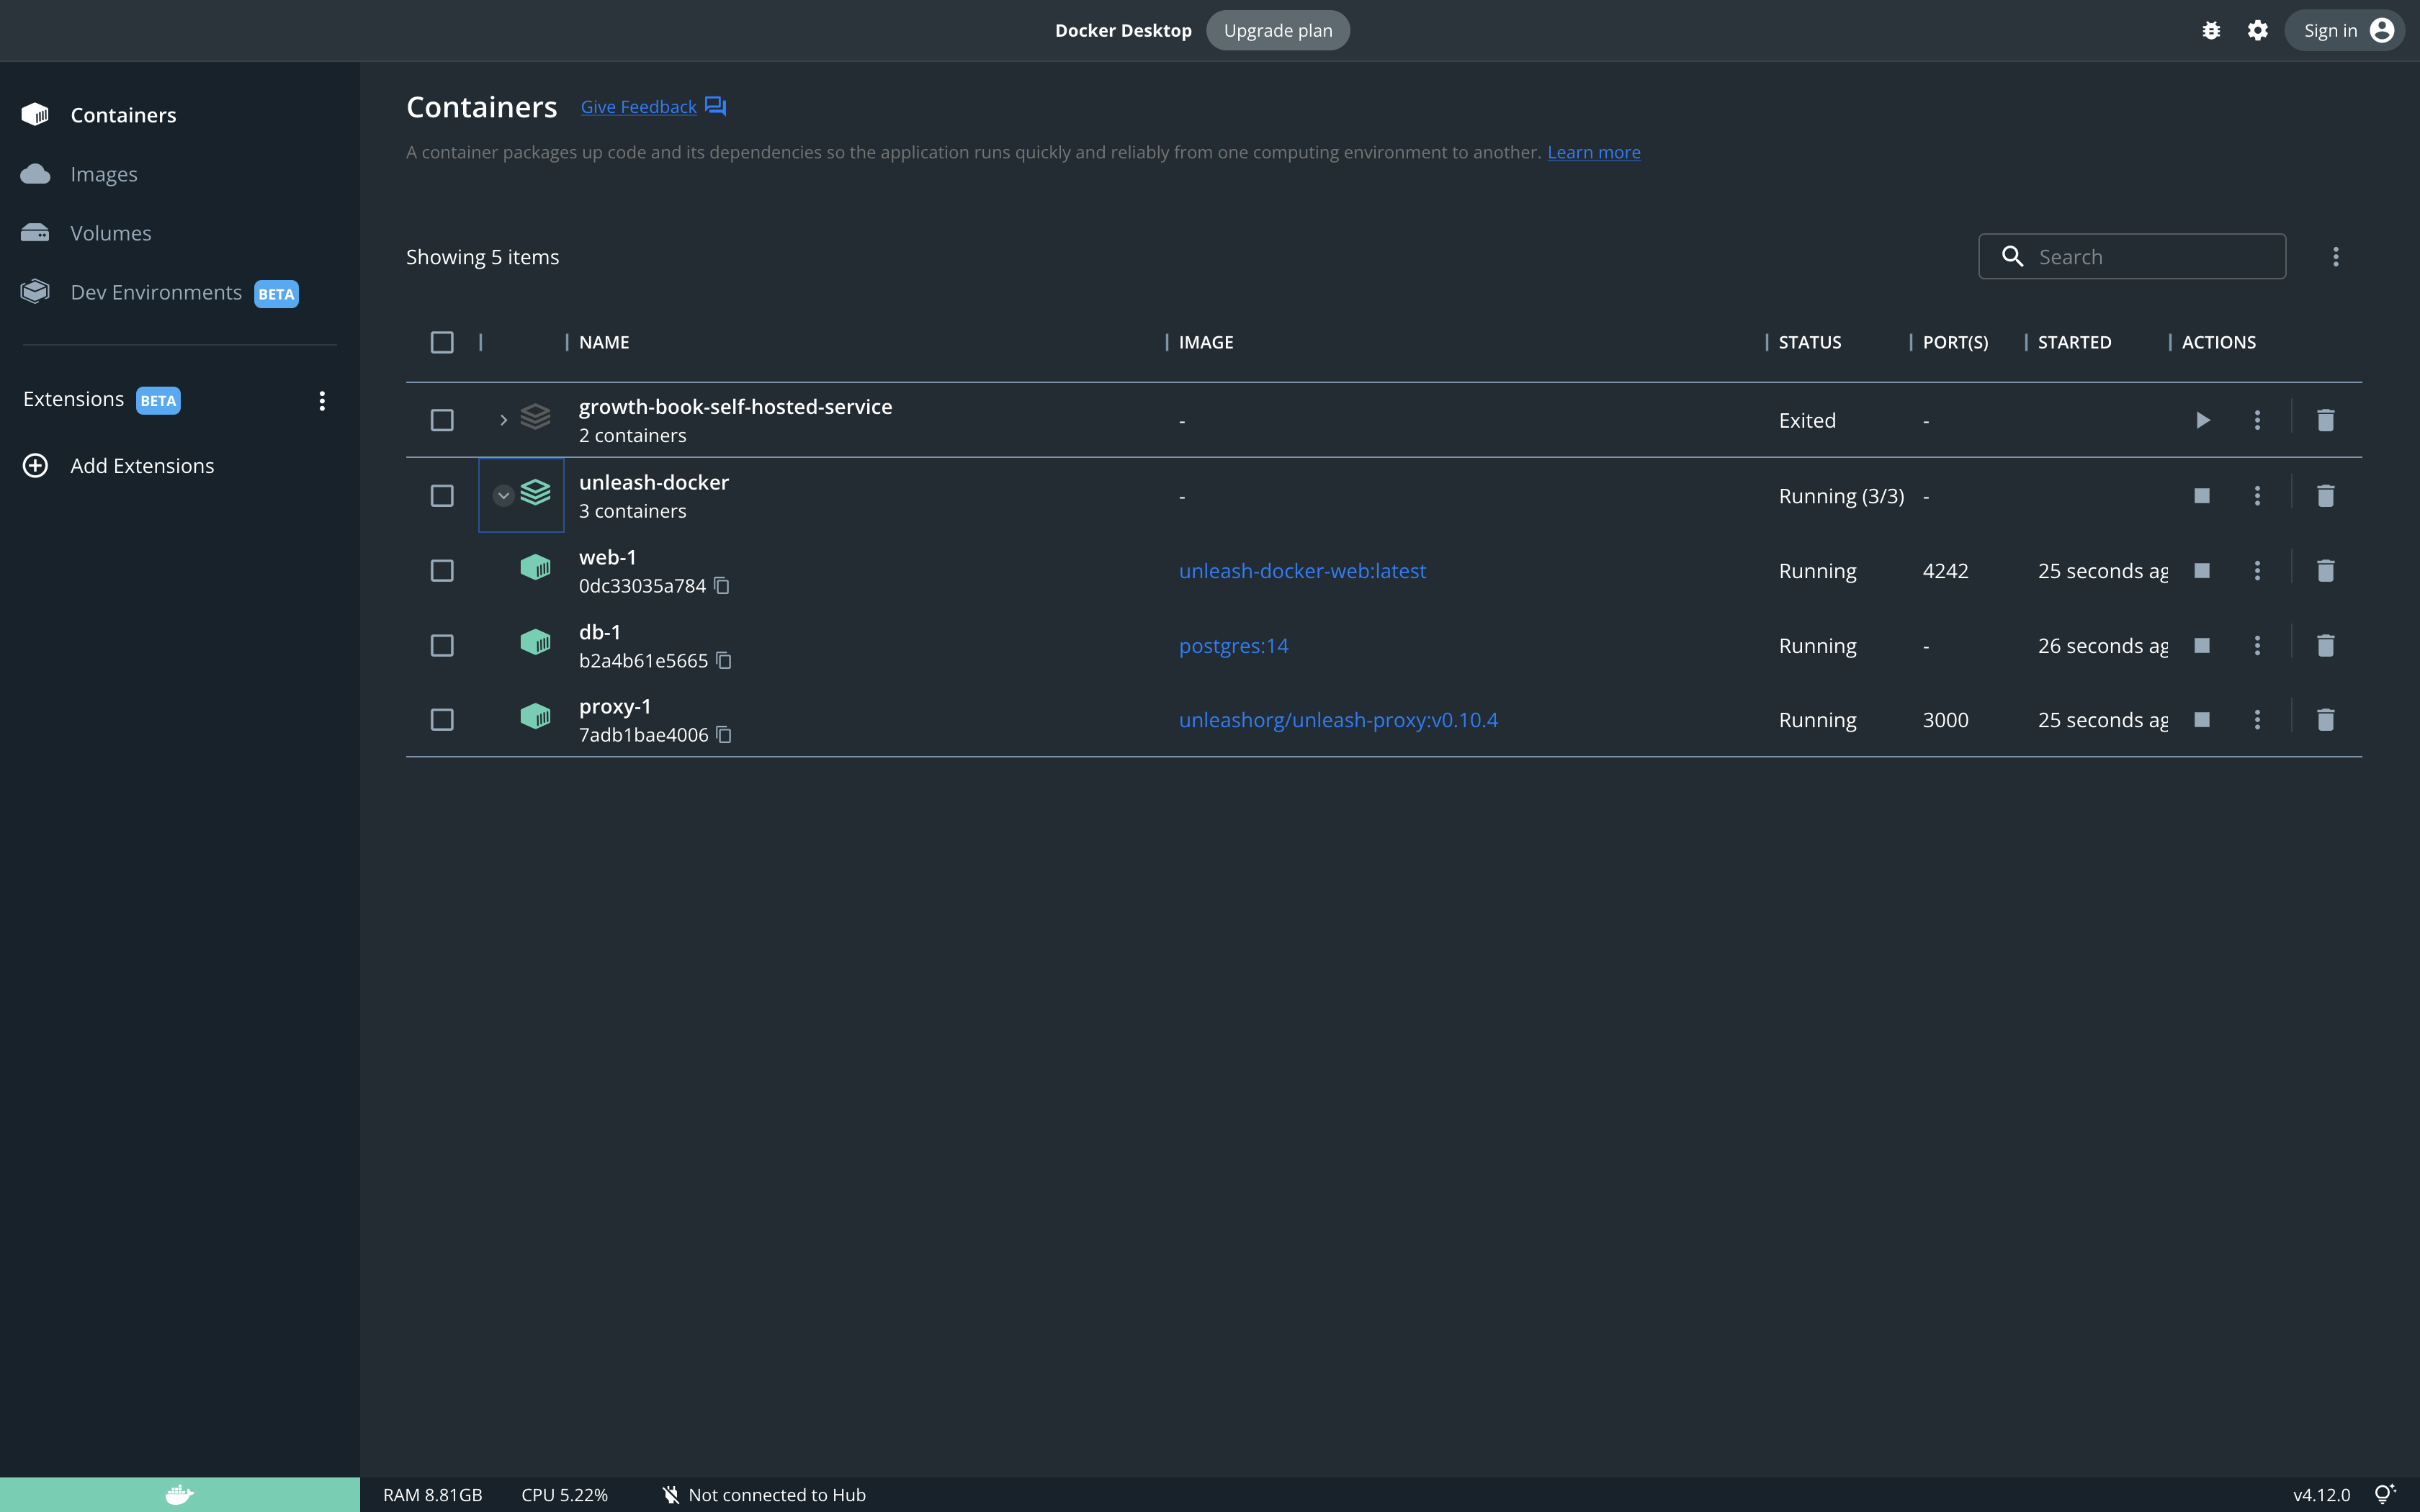 Docker Desktop Upgrade plan Sign in
Containers
Images
Volumes
Dev Environments BETA
Extensions BETA
Add Extensions
Containers Give Feedback
A container packages up code and its dependencies so the application runs quickly and reliably from one computing environment to another. Learn more
Showing 5 items Search
NAME IMAGE STATUS PORT(S) STARTED ACTIONS
growth-book-self-hosted-service
2 containers - Exited -
unleash-docker
3 containers - Running (3/3) -
web-1
0dc33035a784 unleash-docker-web:latest Running 4242 25 seconds ag
db-1
b2a4b61e5665 postgres:14 Running - 26 seconds ag
proxy-1
7adb1bae4006 unleashorg/unleash-proxy:v0.10.4 Running 3000 25 seconds ag
RAM 8.81GB CPU 5.22% Not connected to Hub v4.12.0